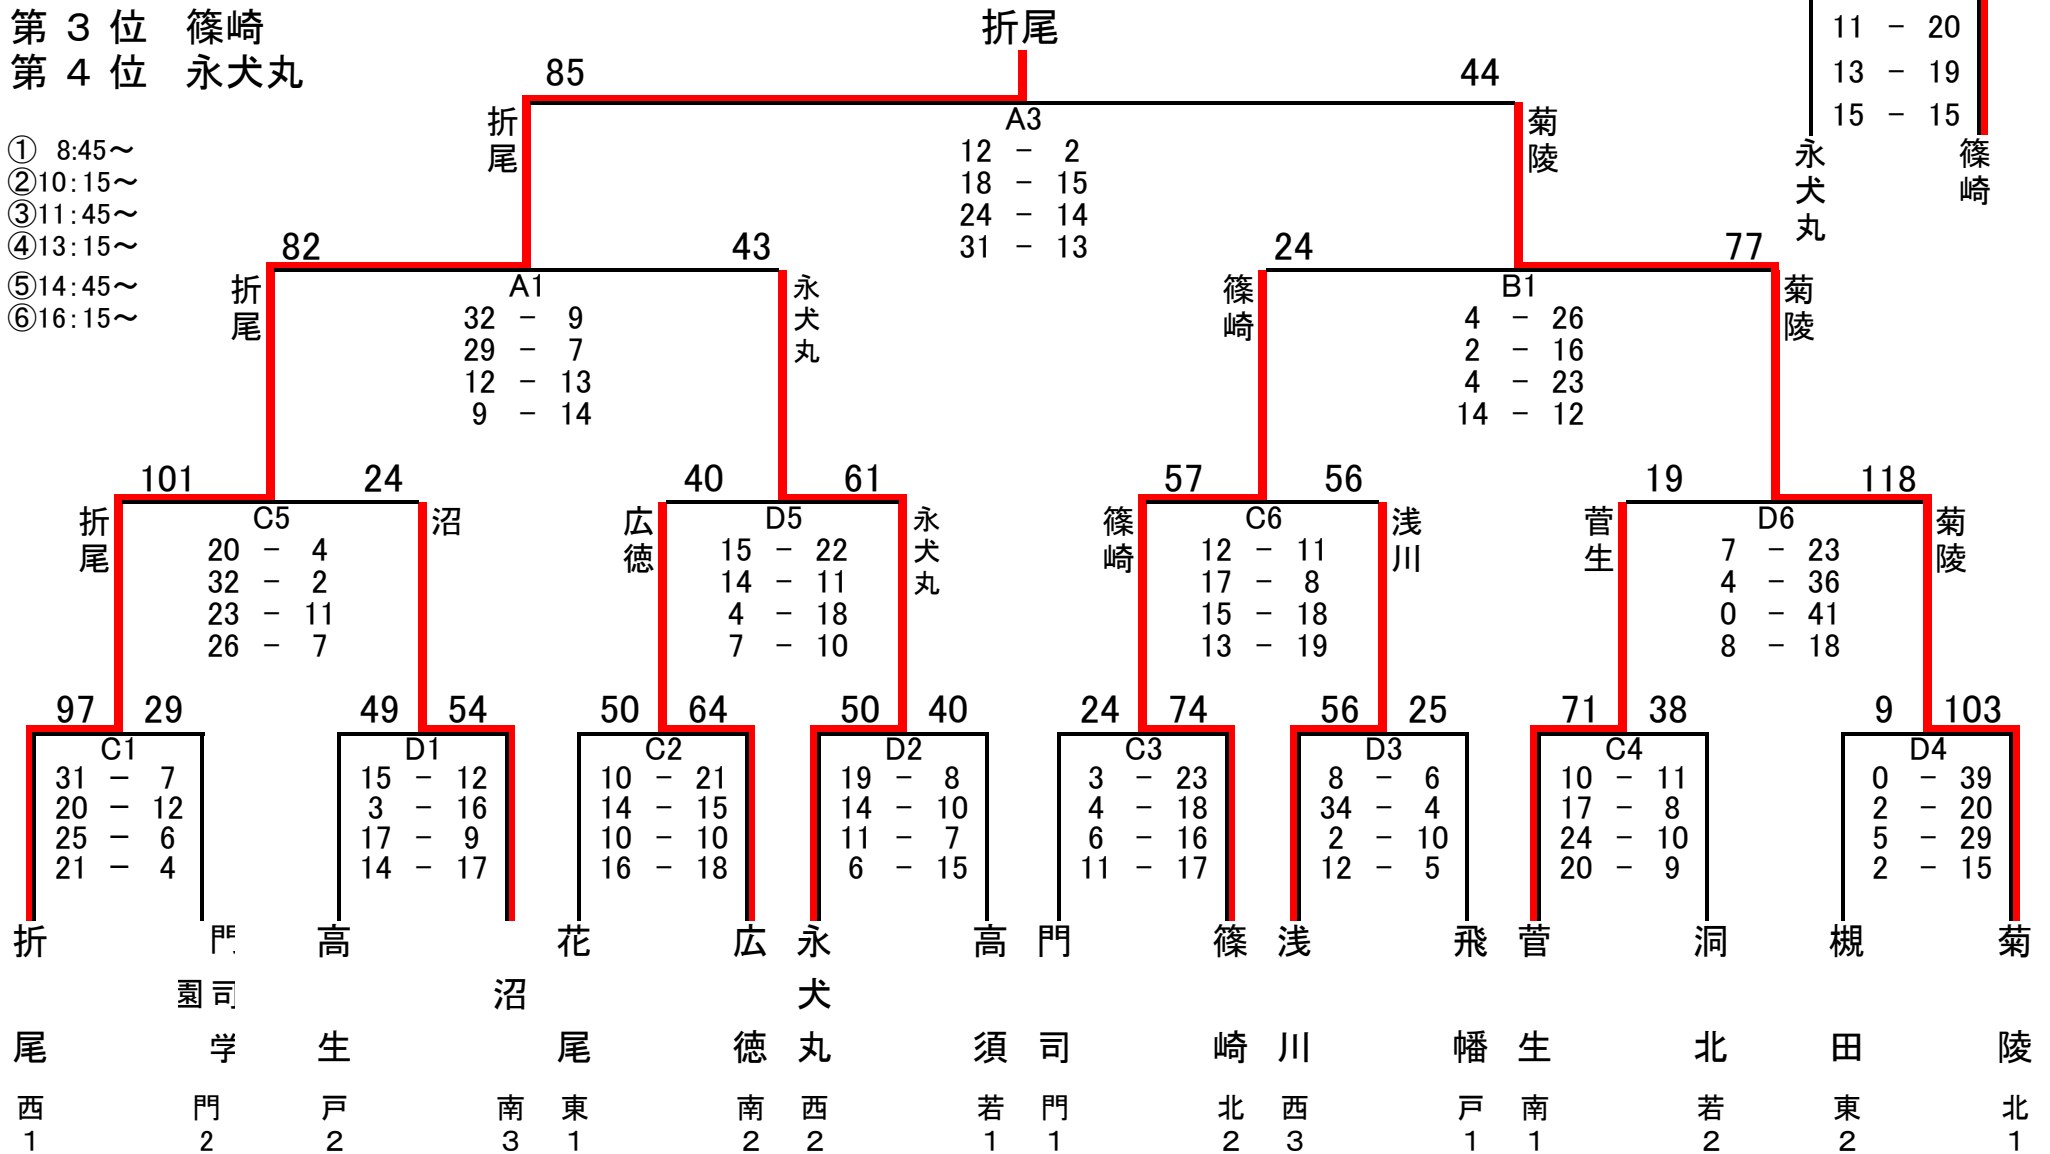 第 3 位 篠崎
第 4 位 永犬丸
① 8:45～
②10:15～
③11:45～
④13:15～
⑤14:45～
⑥16:15～
折尾
85 44
折尾
菊陵
A3
12 － 2
18 － 15
24 － 14
31 － 13
11 － 20
13 － 19
15 － 15
永犬丸
篠崎
82 43
折尾
永犬丸
A1
32 － 9
29 － 7
12 － 13
9 － 14
24 77
篠崎
菊陵
B1
4 － 26
2 － 16
4 － 23
14 － 12
101 24
折尾
沼
C5
20 － 4
32 － 2
23 － 11
26 － 7
40 61
広徳
永犬丸
D5
15 － 22
14 － 11
4 － 18
7 － 10
57 56
篠崎
浅川
C6
12 － 11
17 － 8
15 － 18
13 － 19
19 118
菅生
菊陵
D6
7 － 23
4 － 36
0 － 41
8 － 18
97 29
C1
31 － 7
20 － 12
25 － 6
21 － 4
49 54
D1
15 － 12
3 － 16
17 － 9
14 － 17
50 64
C2
10 － 21
14 － 15
10 － 10
16 － 18
50 40
D2
19 － 8
14 － 10
11 － 7
6 － 15
24 74
C3
3 － 23
4 － 18
6 － 16
11 － 17
56 25
D3
8 － 6
34 － 4
2 － 10
12 － 5
71 38
C4
10 － 11
17 － 8
24 － 10
20 － 9
9 103
D4
0 － 39
2 － 20
5 － 29
2 － 15
折尾
西1
門司学園
門2
高生
戸2
沼
南3
花尾
東1
広徳
南2
永犬丸
西2
高須
若1
門司
門1
篠崎
北2
浅川
西3
飛幡
戸1
菅生
南1
洞北
若2
槻田
東2
菊陵
北1